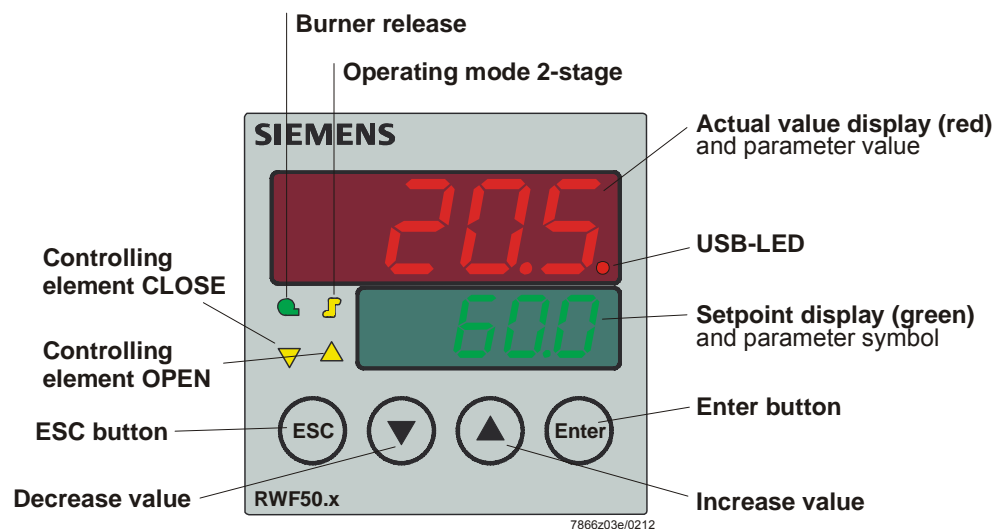 Burner release
Operating mode 2-stage
SIEMENS
Actual value display (red)
and parameter value
20.5
USB-LED
Controlling
element CLOSE
60.0
Setpoint display (green)
and parameter symbol
Controlling
element OPEN
ESC button
ESC
Enter
Enter button
Decrease value
RWF50.x
Increase value
7866z03e/0212